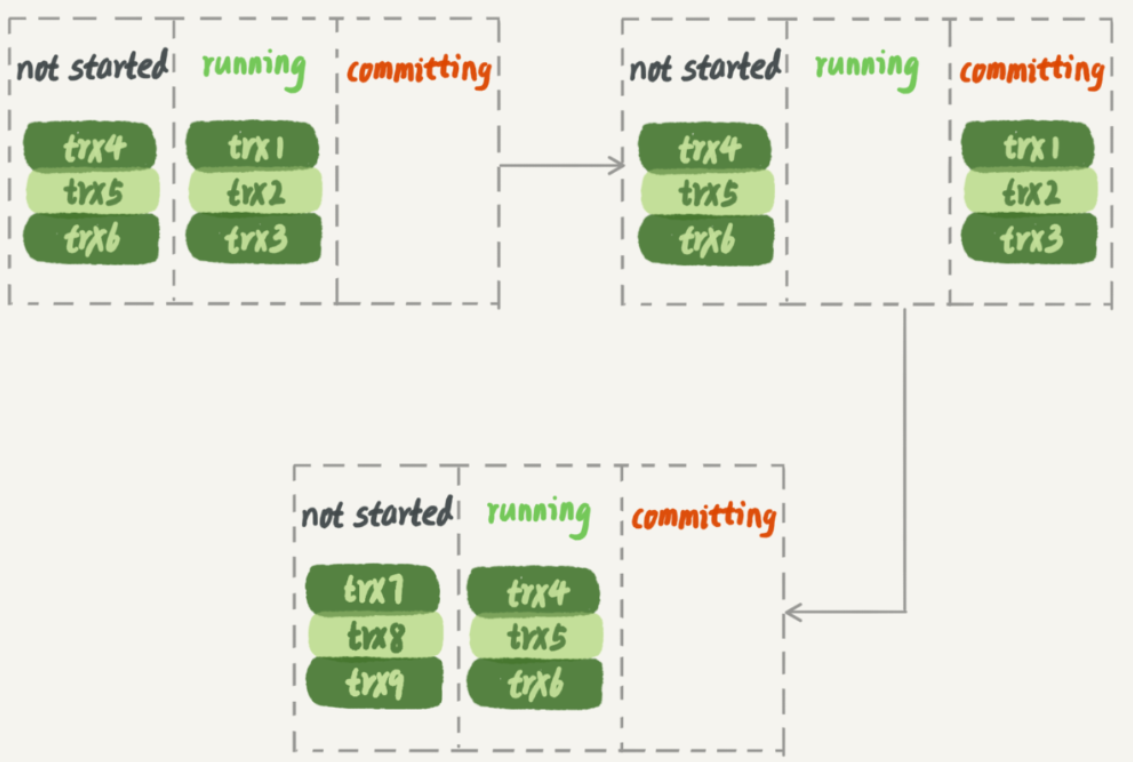 not started running committing
trx4 trx1
trx5 trx2
trx6 trx3
not started running committing
trx4 trx1
trx5 trx2
trx6 trx3
not started running committing
trx7 trx4
trx8 trx5
trx9 trx6